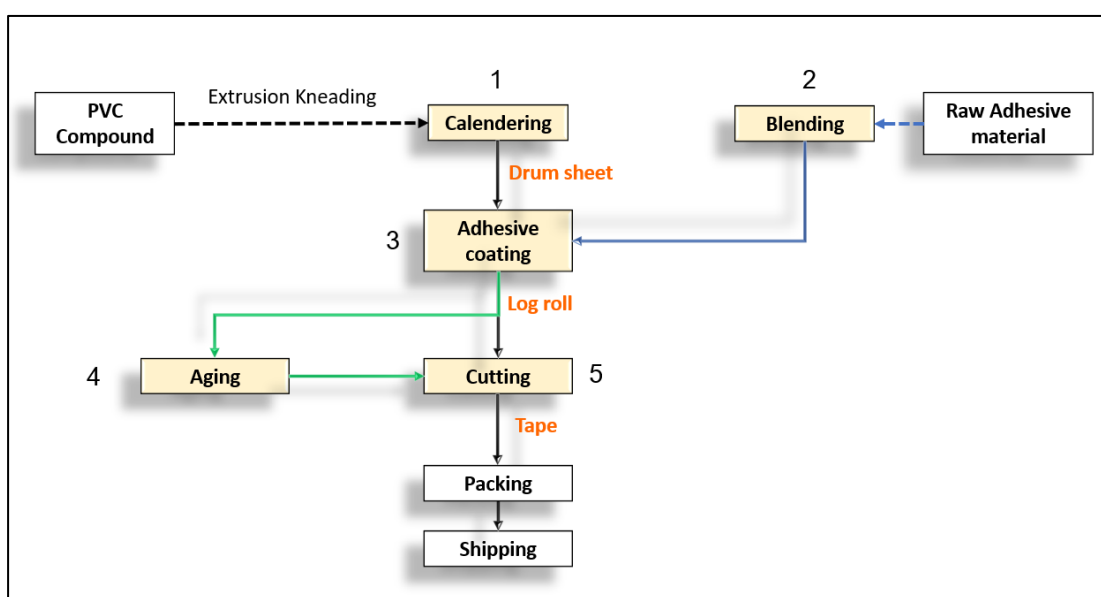 1
2
PVC
Compound
Extrusion Kneading
Calendering
Blending
Raw Adhesive
material
Drum sheet
3
Adhesive
coating
Log roll
4
Aging
Cutting
5
Tape
Packing
Shipping